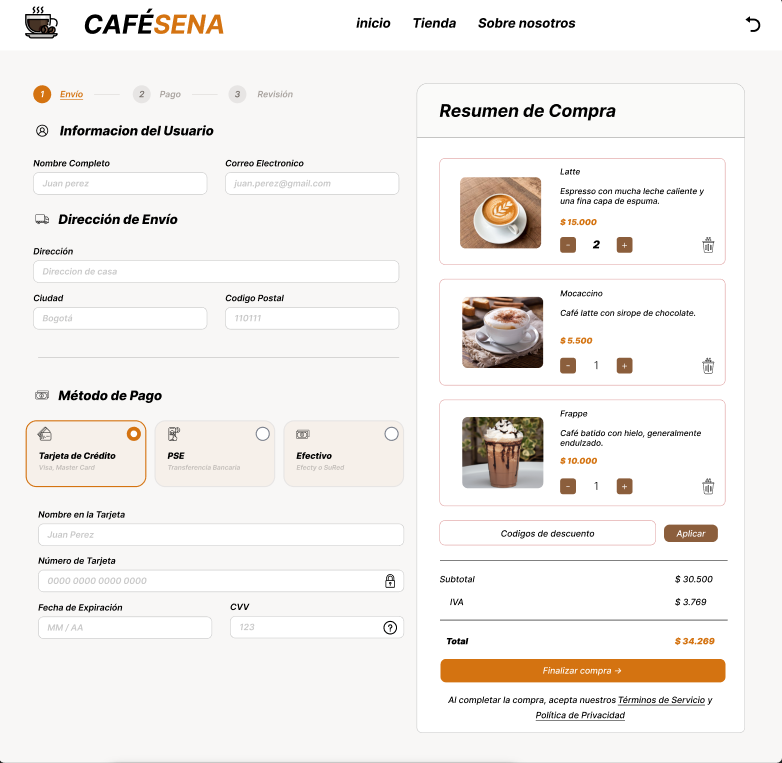 CAFÉSENA
inicio Tienda Sobre nosotros
1 Envío 2 Pago 3 Revisión
Informacion del Usuario
Nombre Completo Correo Electronico
Juan perez juan.perez@gmail.com
Dirección de Envío
Dirección
Direccion de casa
Ciudad Codigo Postal
Bogotá 110111
Método de Pago
Tarjeta de Crédito
Visa, Master Card
PSE
Transferencia Bancaria
Efectivo
Efecty o SuRed
Nombre en la Tarjeta
Juan Perez
Número de Tarjeta
0000 0000 0000 0000
Fecha de Expiración CVV
MM / AA 123 ?
Resumen de Compra
Latte
Espresso con mucha leche caliente y
una fina capa de espuma.
$ 15.000
- 2 +
Mocaccino
Café latte con sirope de chocolate.
$ 5.500
- 1 +
Frappe
Café batido con hielo, generalmente
endulzado.
$ 10.000
- 1 +
Codigos de descuento Aplicar
Subtotal $ 30.500
IVA $ 3.769
Total $ 34.269
Finalizar compra →
Al completar la compra, acepta nuestros Términos de Servicio y
Política de Privacidad